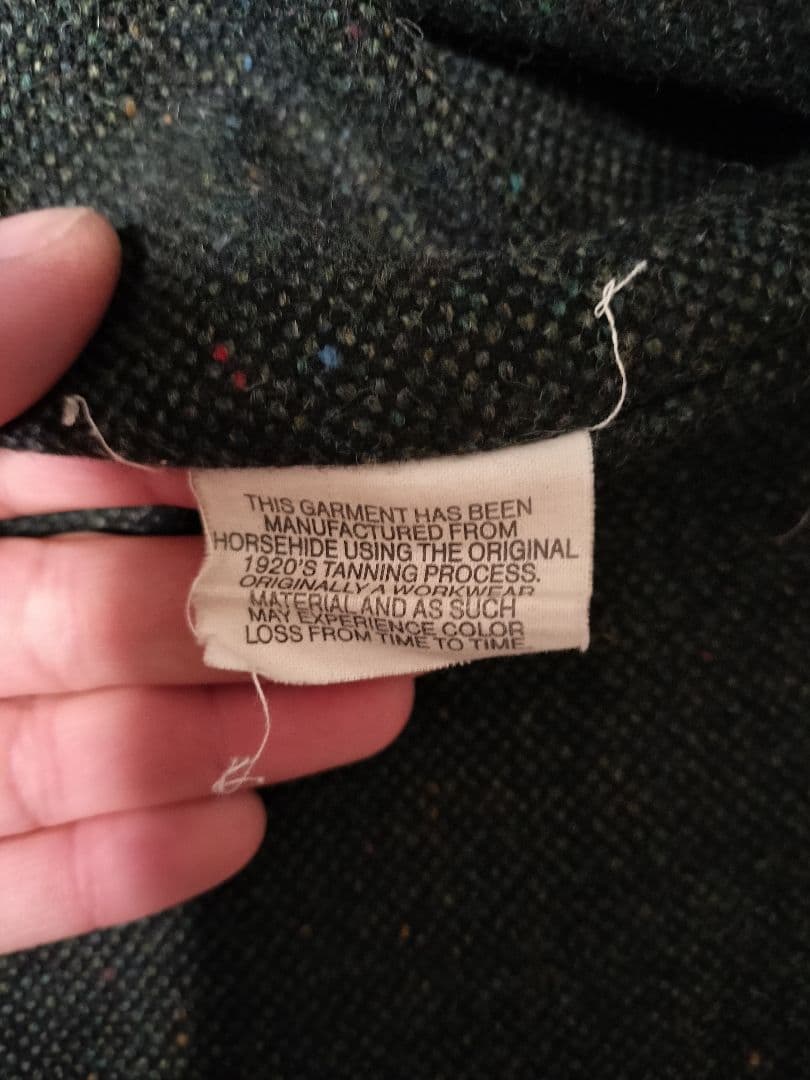 THIS GARMENT HAS BEEN
MANUFACTURED FROM
HORSEHIDE USING THE ORIGINAL
1920'S TANNING PROCESS.
ORIGINALLY A WORKWEAR
MATERIAL AND AS SUCH
MAY EXPERIENCE COLOR
LOSS FROM TIME TO TIME